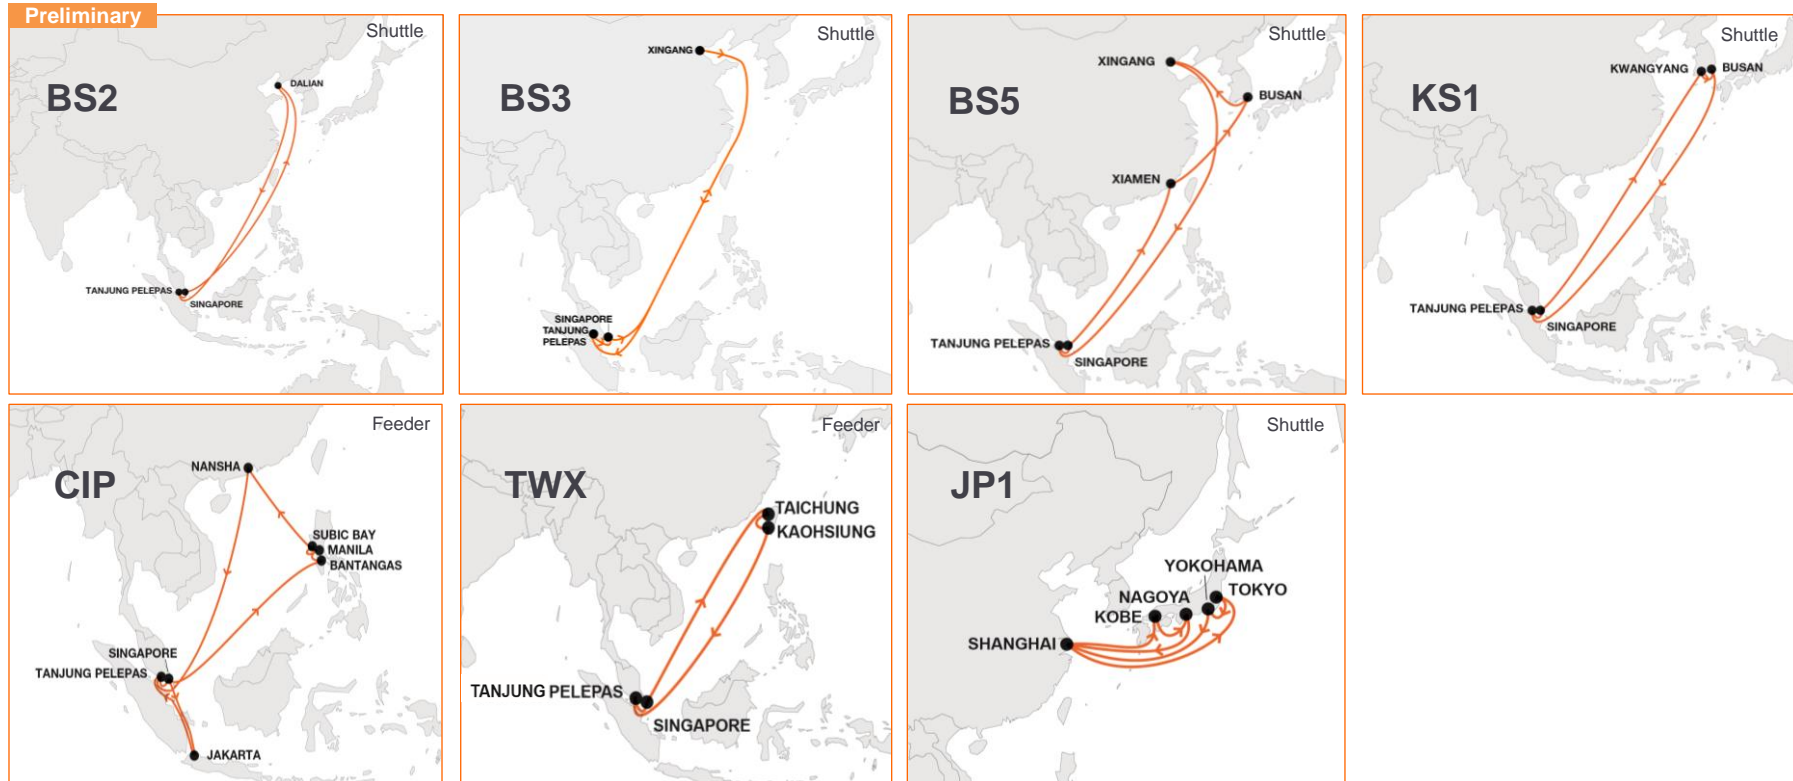 Preliminary
Shuttle
BS2
DALIAN
TANJUNG PELEPAS
SINGAPORE
Shuttle
BS3
XINGANG
SINGAPORE
TANJUNG
PELEPAS
Shuttle
BS5
XINGANG
BUSAN
XIAMEN
TANJUNG PELEPAS
SINGAPORE
Shuttle
KS1
KWANGYANG
BUSAN
TANJUNG PELEPAS
SINGAPORE
Feeder
CIP
NANSHA
SUBIC BAY
MANILA
BANTANGAS
SINGAPORE
TANJUNG PELEPAS
JAKARTA
Feeder
TWX
TAICHUNG
KAOHSIUNG
TANJUNG PELEPAS
SINGAPORE
Shuttle
JP1
YOKOHAMA
TOKYO
NAGOYA
KOBE
SHANGHAI